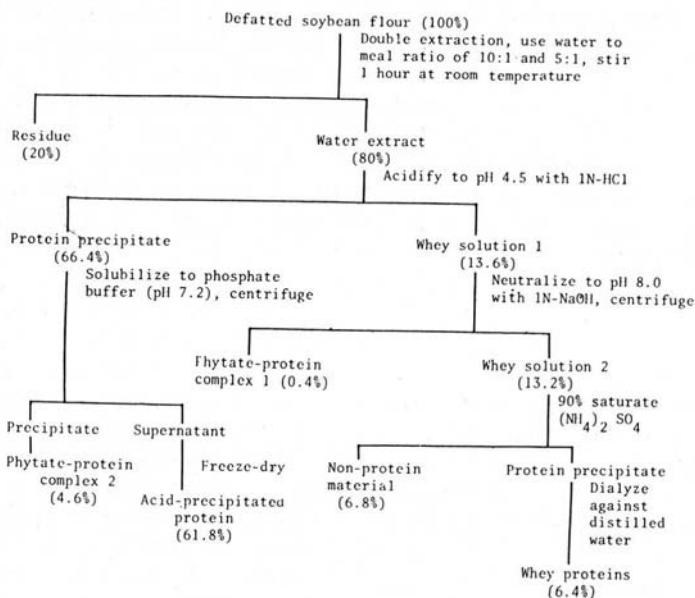 Defatted soybean flour (100%)
Double extraction, use water to
meal ratio of 10:1 and 5:1, stir
1 hour at room temperature
Residue
(20%)
Water extract
(80%)
Acidify to pH 4.5 with 1N-HCl
Protein precipitate
(66.4%)
Solubilize to phosphate
buffer (pH 7.2), centrifuge
Whey solution 1
(13.6%)
Neutralize to pH 8.0
with 1N-NaOH, centrifuge
Fhytate-protein
complex 1 (0.4%)
Whey solution 2
(13.2%)
90% saturate
(NH4)2 SO4
Precipitate
Supernatant
Phytate-protein
complex 2
(4.6%)
Freeze-dry
Acid-precipitated
protein
(61.8%)
Non-protein
material
(6.8%)
Protein precipitate
Dialyze
against
distilled
water
Whey proteins
(6.4%)